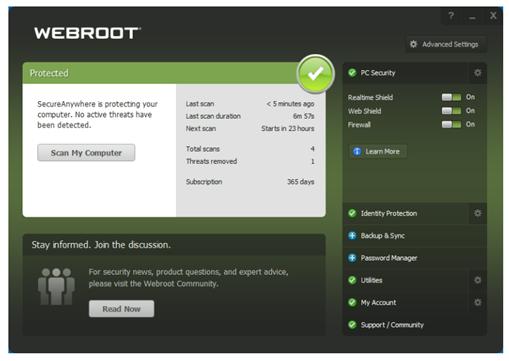 ? _ X
WEBROOT®
Advanced Settings
Protected
SecureAnywhere is protecting your
computer. No active threats have
been detected.
Scan My Computer
Last scan < 5 minutes ago
Last scan duration 6m 57s
Next scan Starts in 23 hours
Total scans 4
Threats removed 1
Subscription 365 days
Stay informed. Join the discussion.
For security news, product questions, and expert advice,
please visit the Webroot Community.
Read Now
PC Security
Realtime Shield On
Web Shield On
Firewall On
Learn More
Identity Protection
Backup & Sync
Password Manager
Utilities
My Account
Support / Community